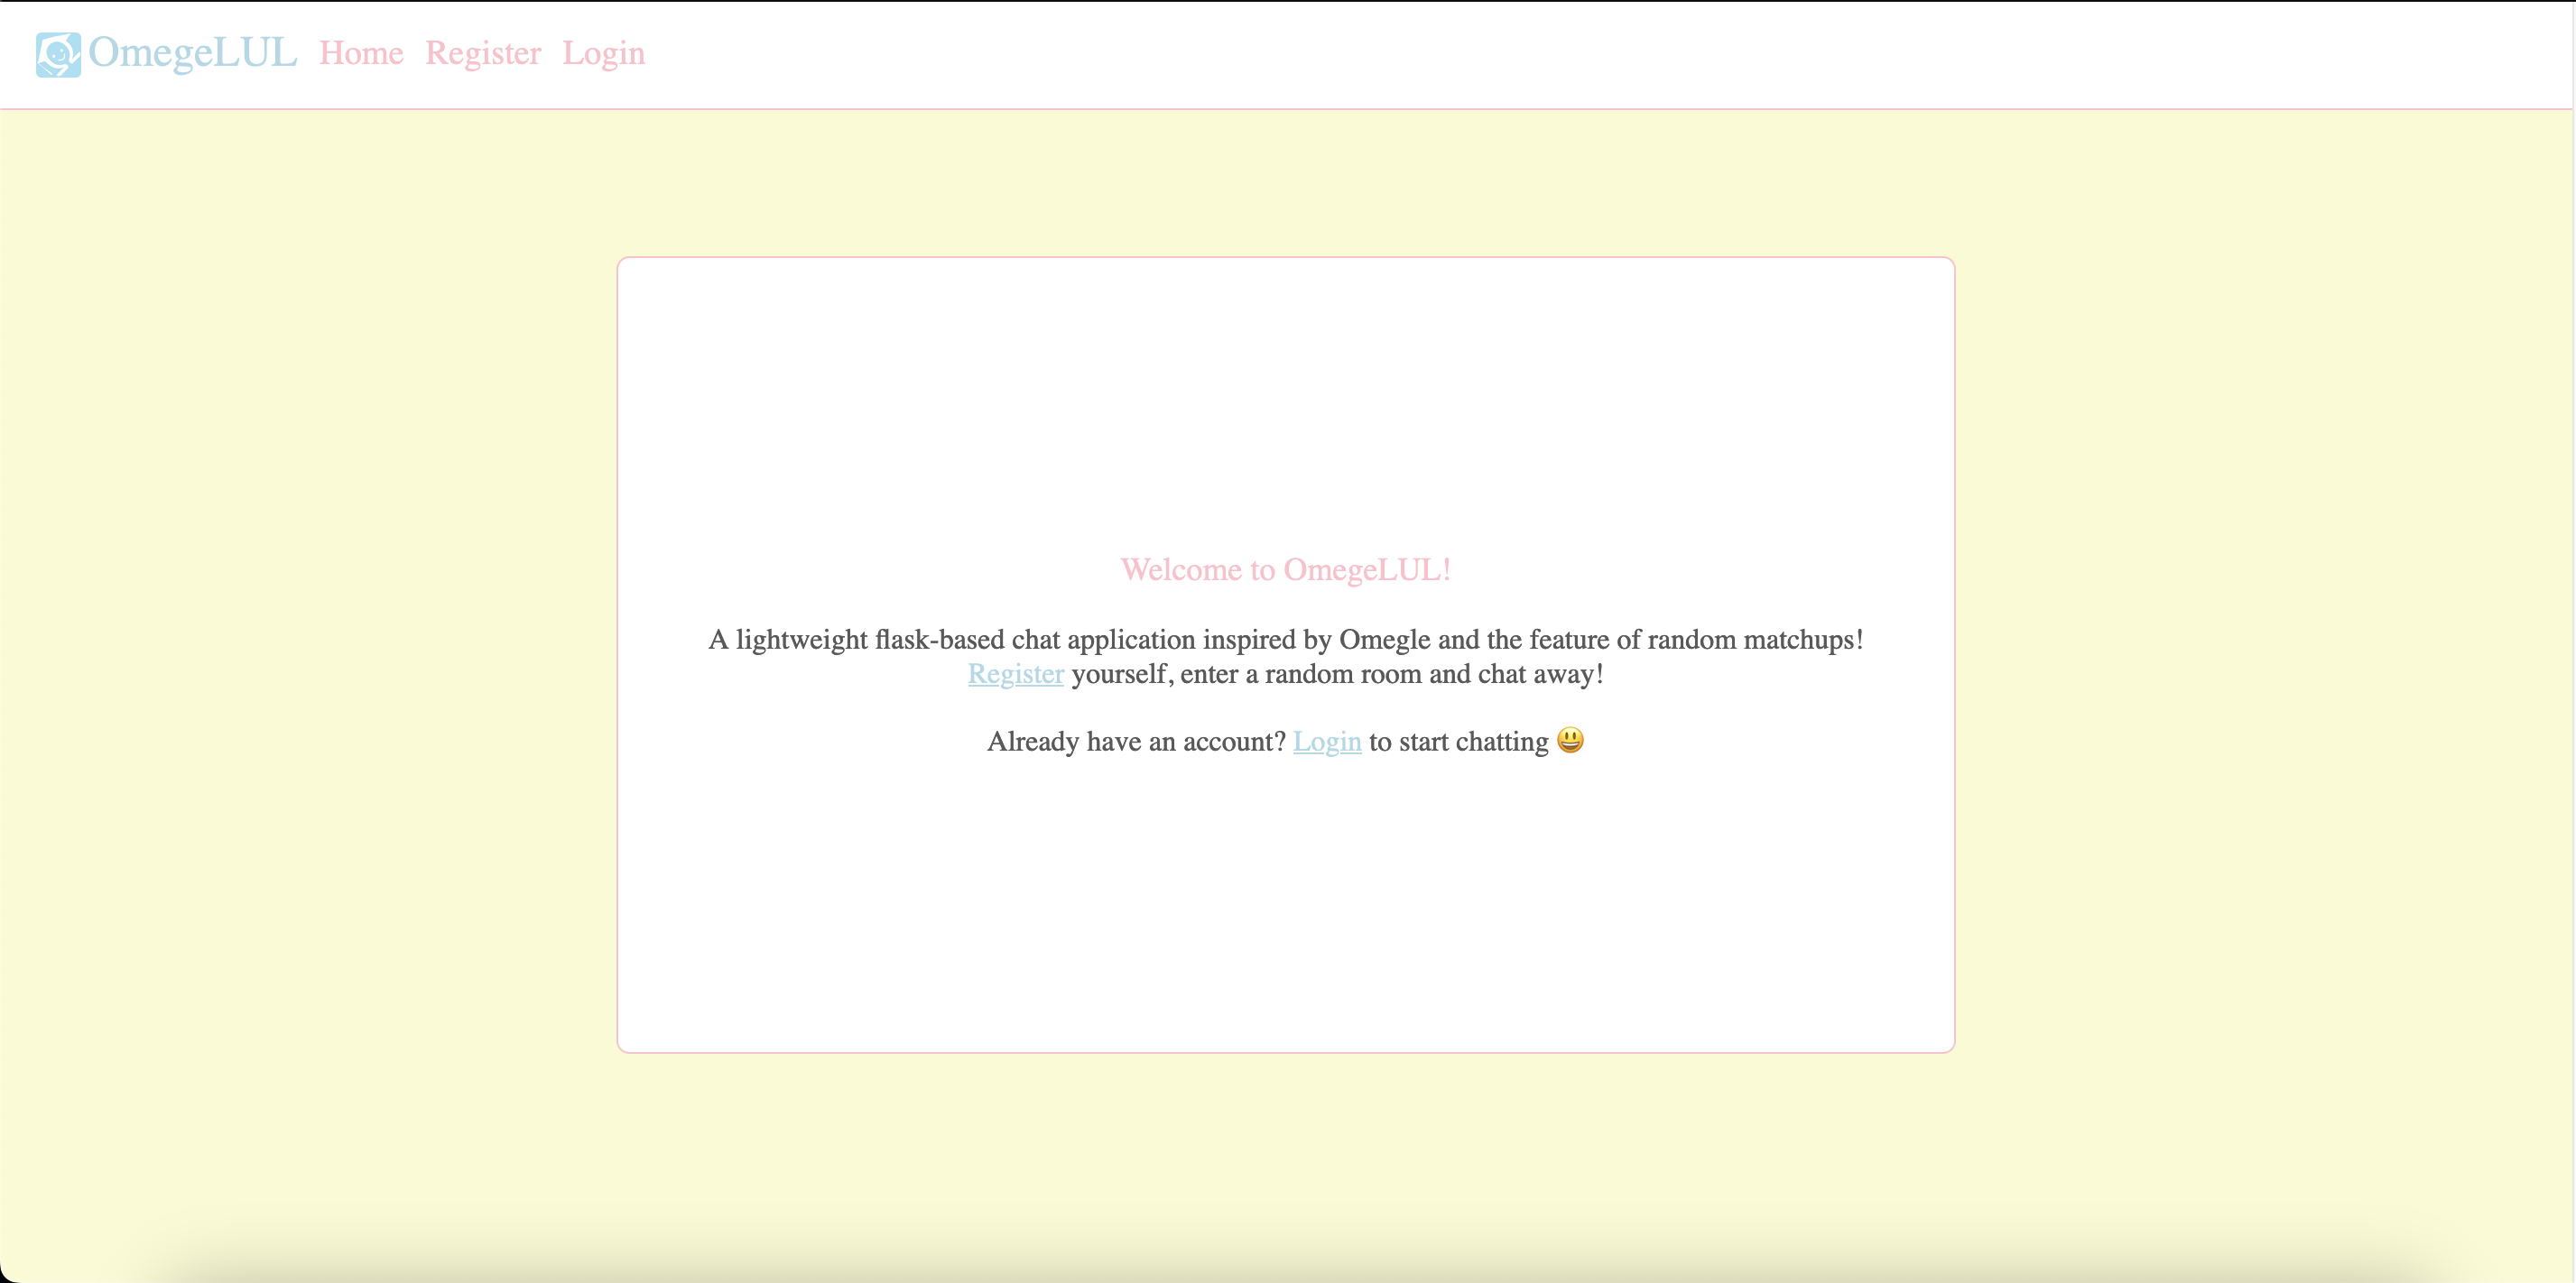 OmegeLUL Home Register Login
Welcome to OmegeLUL!
A lightweight flask-based chat application inspired by Omegle and the feature of random matchups!
Register yourself, enter a random room and chat away!
Already have an account? Login to start chatting 😃